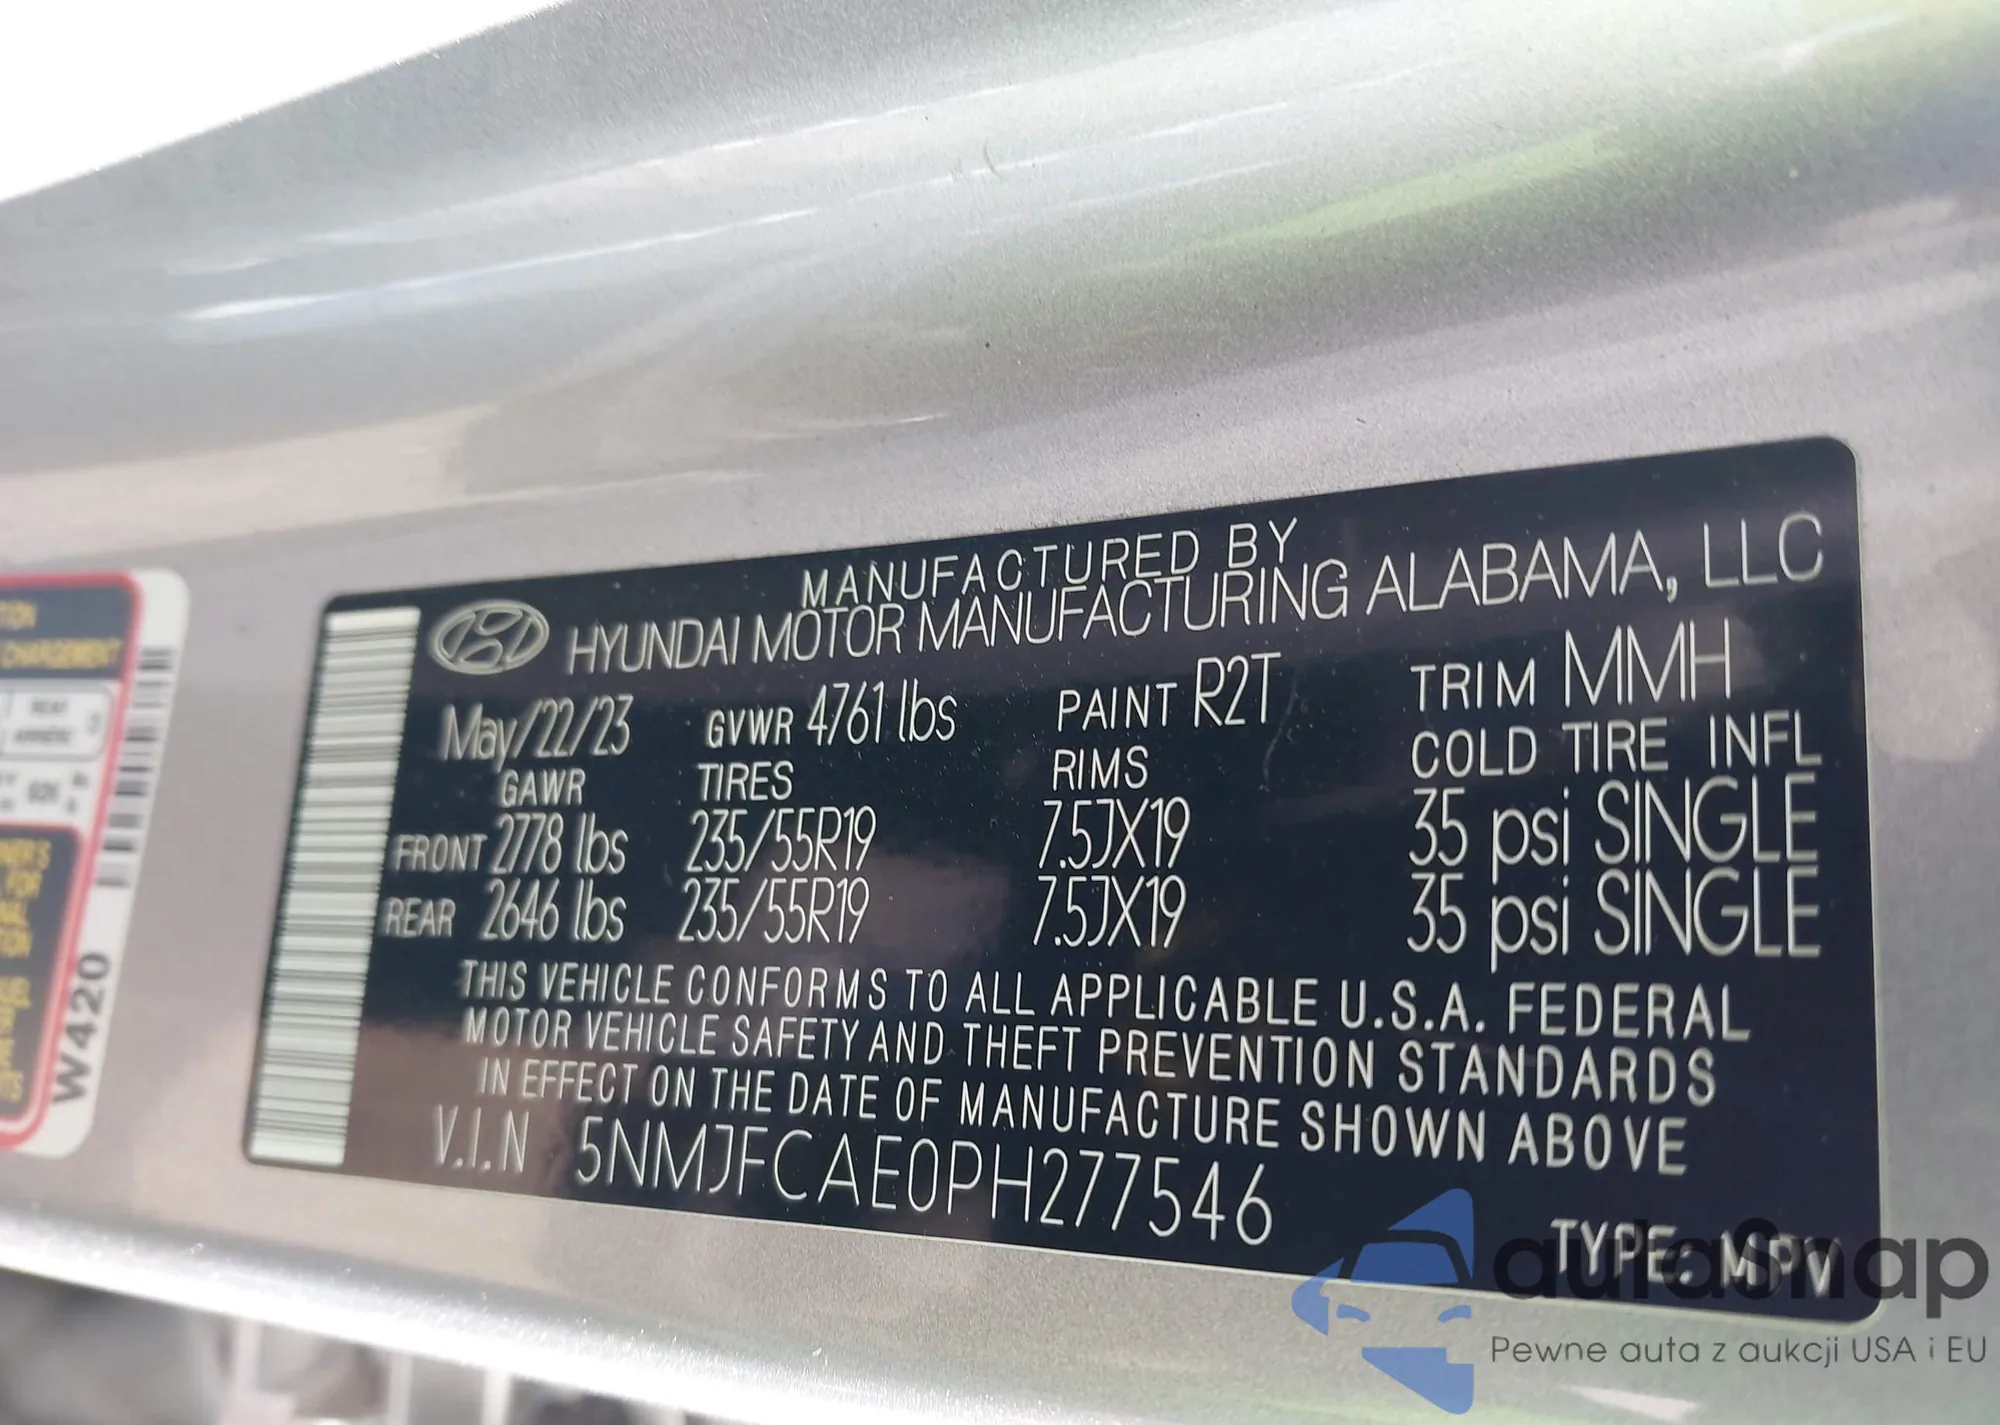 MANUFACTURED BY
HYUNDAI MOTOR MANUFACTURING ALABAMA, LLC
May/22/23 GVWR 4761 lbs PAINT R2T TRIM MMH
GAWR TIRES RIMS COLD TIRE INFL
FRONT 2778 lbs 235/55R19 7.5JX19 35 psi SINGLE
REAR 2646 lbs 235/55R19 7.5JX19 35 psi SINGLE
THIS VEHICLE CONFORMS TO ALL APPLICABLE U.S.A. FEDERAL
MOTOR VEHICLE SAFETY AND THEFT PREVENTION STANDARDS
IN EFFECT ON THE DATE OF MANUFACTURE SHOWN ABOVE
V.I.N 5NMJFCAE0PH277546
TYPE: MPV
W420
REAR
autasnap
Pewne auta z aukcji USA i EU